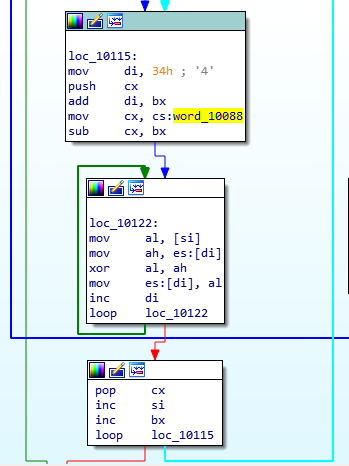 loc_10115:
mov di, 34h ; '4'
push cx
add di, bx
mov cx, cs:word_10088
sub cx, bx
loc_10122:
mov al, [si]
mov ah, es:[di]
xor al, ah
mov es:[di], al
inc di
loop loc_10122
pop cx
inc si
inc bx
loop loc_10115